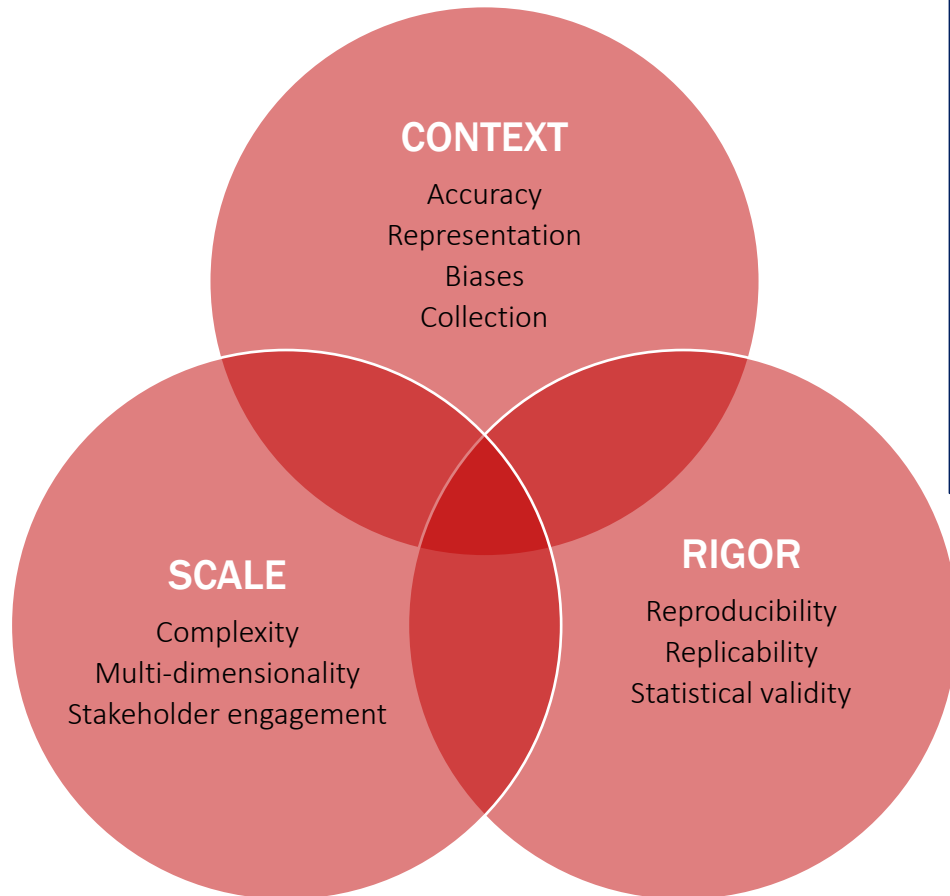 CONTEXT
Accuracy
Representation
Biases
Collection
SCALE
Complexity
Multi-dimensionality
Stakeholder engagement
RIGOR
Reproducibility
Replicability
Statistical validity